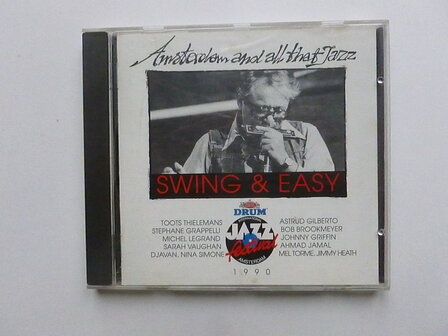 Amsterdam and all that Jazz
SWING & EASY
DRUM
TOOTS THIELEMANS
STEPHANE GRAPPELLI
MICHEL LEGRAND
SARAH VAUGHAN
DJAVAN, NINA SIMONE
JAZZ
festival
AMSTERDAM
ASTRUD GILBERTO
BOB BROOKMEYER
JOHNNY GRIFFIN
AHMAD JAMAL
MEL TORME, JIMMY HEATH
1990